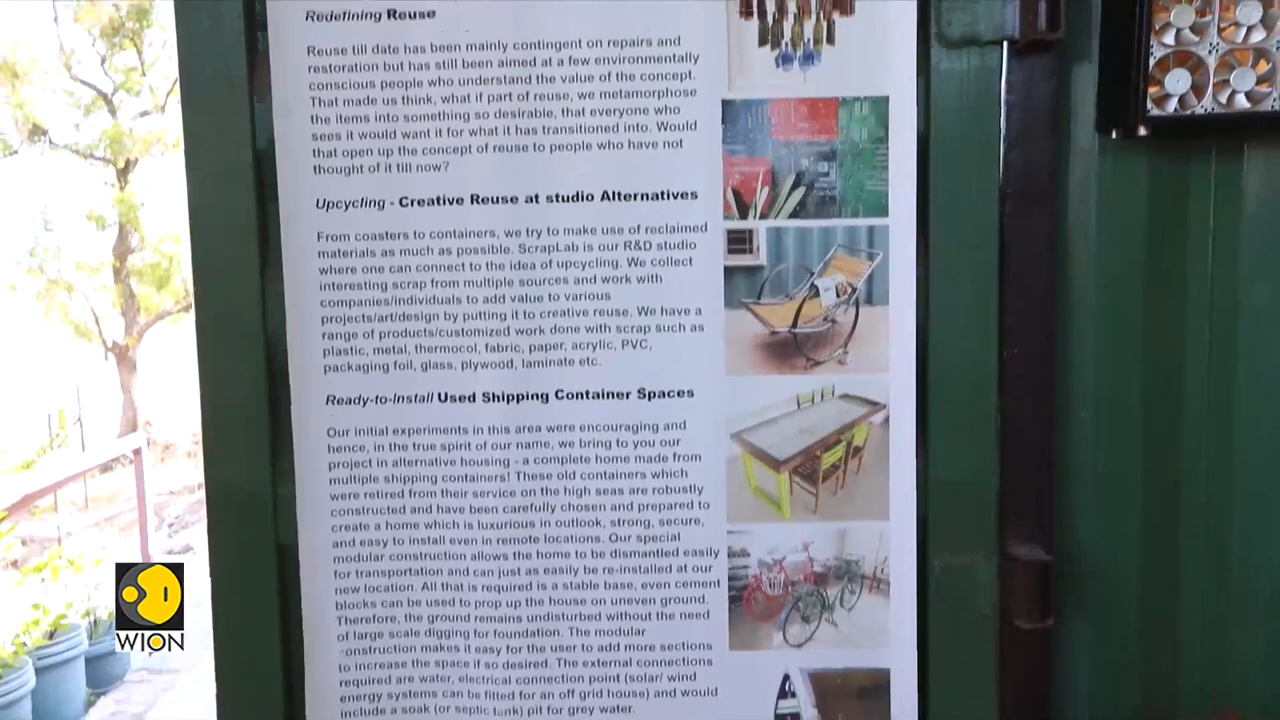 Redefining Reuse
Reuse till date has been mainly contingent on repairs and
restoration but has still been aimed at a few environmentally
conscious people who understand the value of the concept.
That made us think, what if part of reuse, we metamorphose
the items into something so desirable, that everyone who
sees it would want it for what it has transitioned into. Would
that open up the concept of reuse to people who have not
thought of it till now?
Upcycling - Creative Reuse at studio Alternatives
From coasters to containers, we try to make use of reclaimed
materials as much as possible. ScrapLab is our R&D studio
where one can connect to the idea of upcycling. We collect
interesting scrap from multiple sources and work with
companies/individuals to add value to various
projects/art/design by putting it to creative reuse. We have a
range of products/customized work done with scrap such as
plastic, metal, thermocol, fabric, paper, acrylic, PVC,
packaging foil, glass, plywood, laminate etc.
Ready-to-Install Used Shipping Container Spaces
Our initial experiments in this area were encouraging and
hence, in the true spirit of our name, we bring to you our
project in alternative housing - a complete home made from
multiple shipping containers! These old containers which
were retired from their service on the high seas are robustly
constructed and have been carefully chosen and prepared to
create a home which is luxurious in outlook, strong, secure,
and easy to install even in remote locations. Our special
modular construction allows the home to be dismantled easily
for transportation and can just as easily be re-installed at our
new location. All that is required is a stable base, even cement
blocks can be used to prop up the house on uneven ground.
Therefore, the ground remains undisturbed without the need
of large scale digging for foundation. The modular
construction makes it easy for the user to add more sections
to increase the space if so desired. The external connections
required are water, electrical connection point (solar/ wind
energy systems can be fitted for an off grid house) and would
include a soak (or septic tank) pit for grey water.
WION